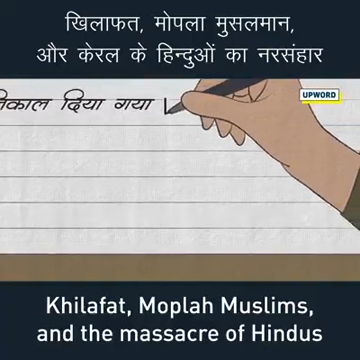 खिलाफत, मोपला मुसलमान,
और केरल के हिन्दुओं का नरसंहार
दिया गया
UPWORD
Khilafat, Moplah Muslims,
and the massacre of Hindus